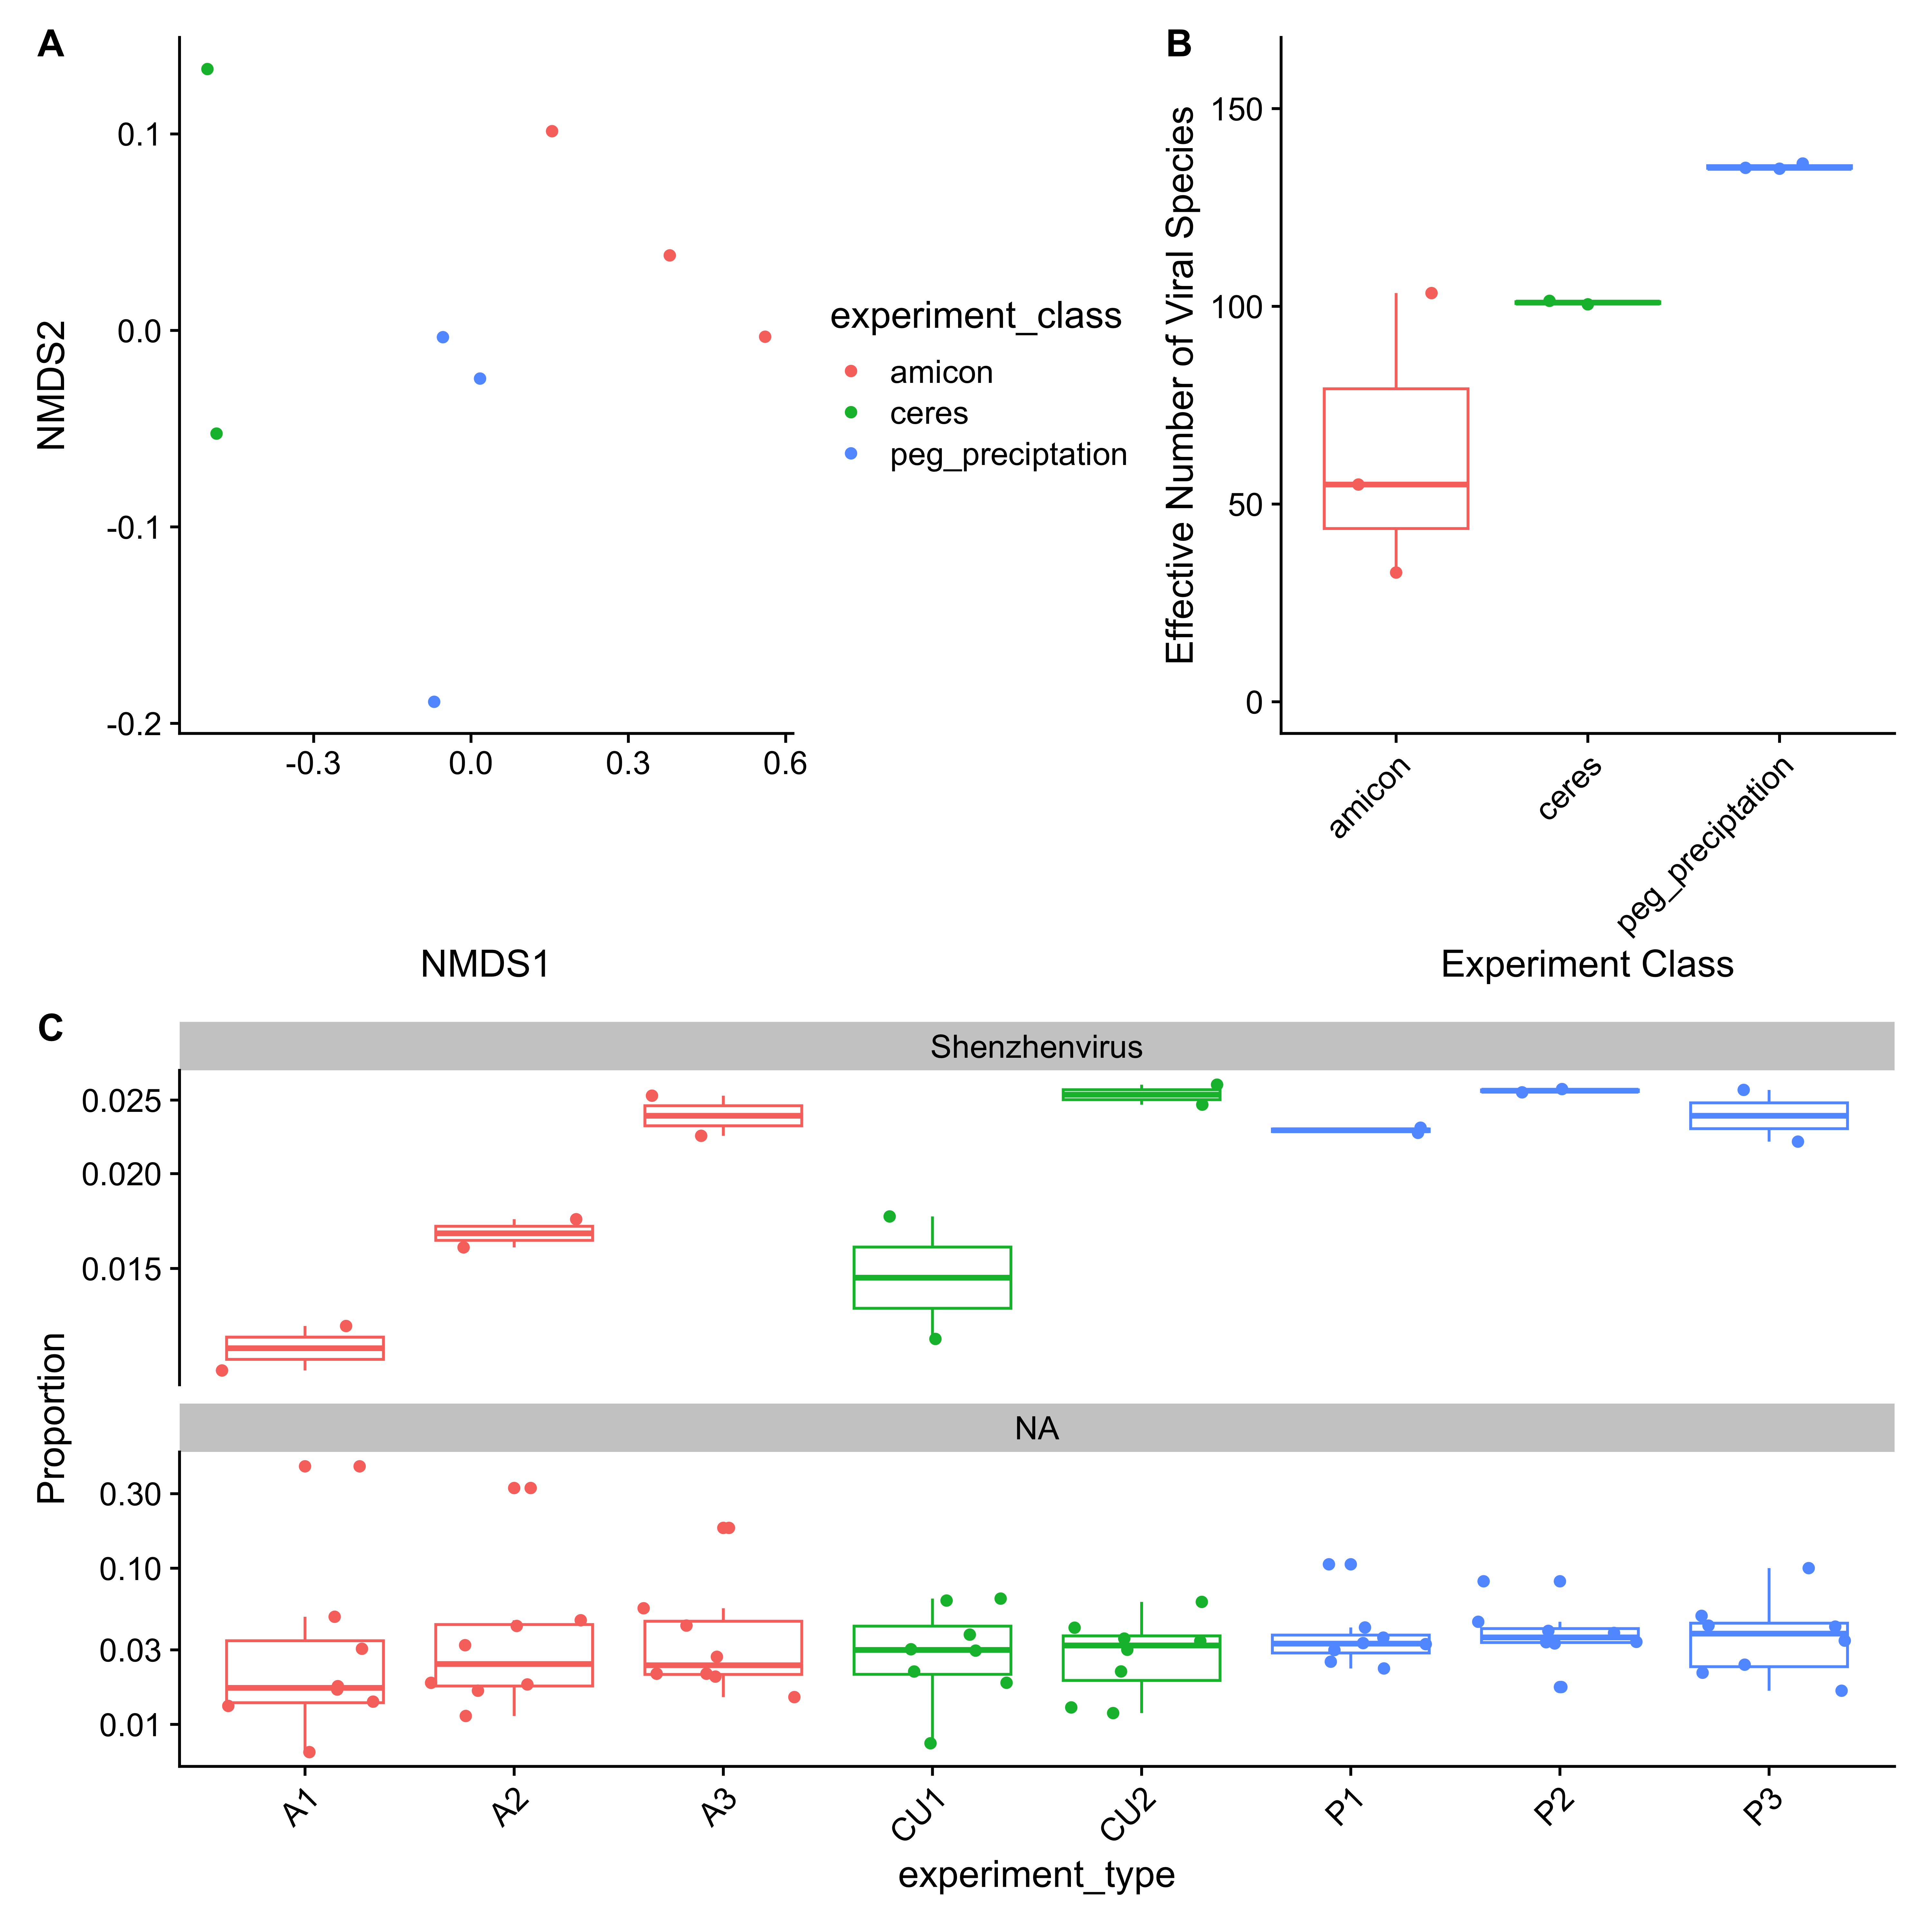 A
NMDS2
0.1
0.0
-0.1
-0.2
-0.3 0.0 0.3 0.6
NMDS1
experiment_class
amicon
ceres
peg_preciptation
B
Effective Number of Viral Species
150
100
50
0
amicon
ceres
peg_preciptation
Experiment Class
C
Proportion
Shenzhenvirus
0.025
0.020
0.015
NA
0.30
0.10
0.03
0.01
A1 A2 A3 CU1 CU2 P1 P2 P3
experiment_type